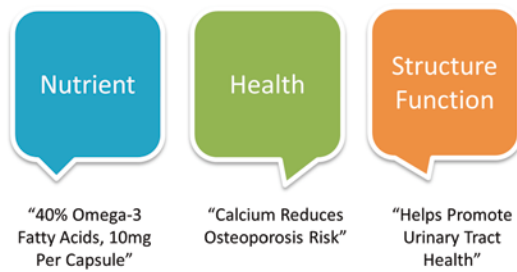 Nutrient
Health
Structure
Function
“40% Omega-3
Fatty Acids, 10mg
Per Capsule”
“Calcium Reduces
Osteoporosis Risk”
“Helps Promote
Urinary Tract
Health”